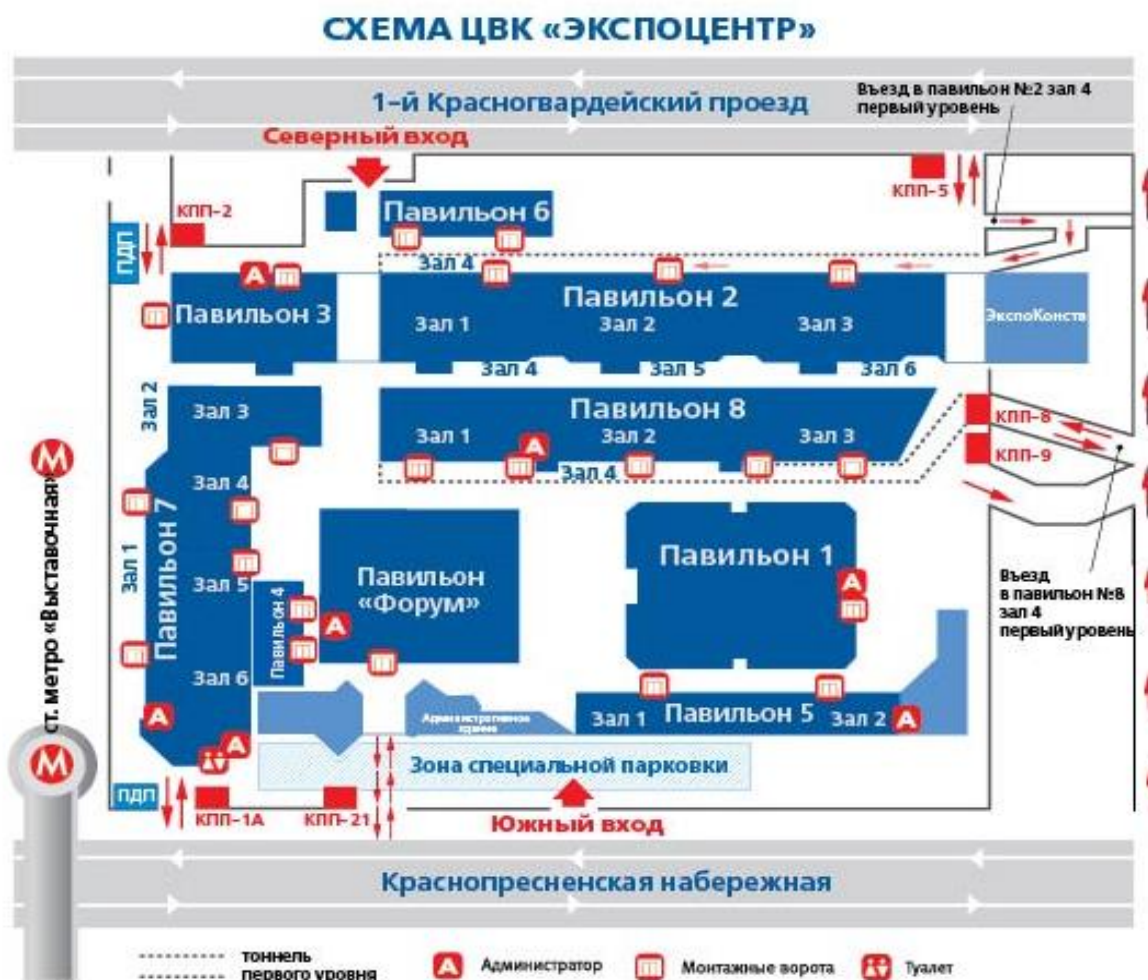 СХЕМА ЦВК «ЭКСПОЦЕНТР»
1-й Красногвардейский проезд
Въезд в павильон №2 зал 4
первый уровень
Северный вход
КПП-5
КПП-2
ПДП
Павильон 6
Зал 4
А
Павильон 3
Павильон 2
Зал 1
Зал 2
Зал 3
ЭкспоКонста
Зал 4
Зал 5
Зал 6
Зал 2
Зал 3
Павильон 8
Зал 1
Зал 2
Зал 3
А
Зал 4
КПП-8
КПП-9
М
ст. метро «Выставочная»
М
Зал 4
Зал 1
Павильон 7
Зал 5
Зал 6
А
А
Павильон 4
Павильон
«Форум»
А
Павильон 1
А
Въезд
в павильон №8
зал 4
первый уровень
Административное
здание
Зал 1
Павильон 5
Зал 2
А
Зона специальной парковки
ПДП
КПП-1А
КПП-21
Южный вход
Краснопресненская набережная
тоннель
первого уровня
А Администратор
Монтажные ворота
Туалет